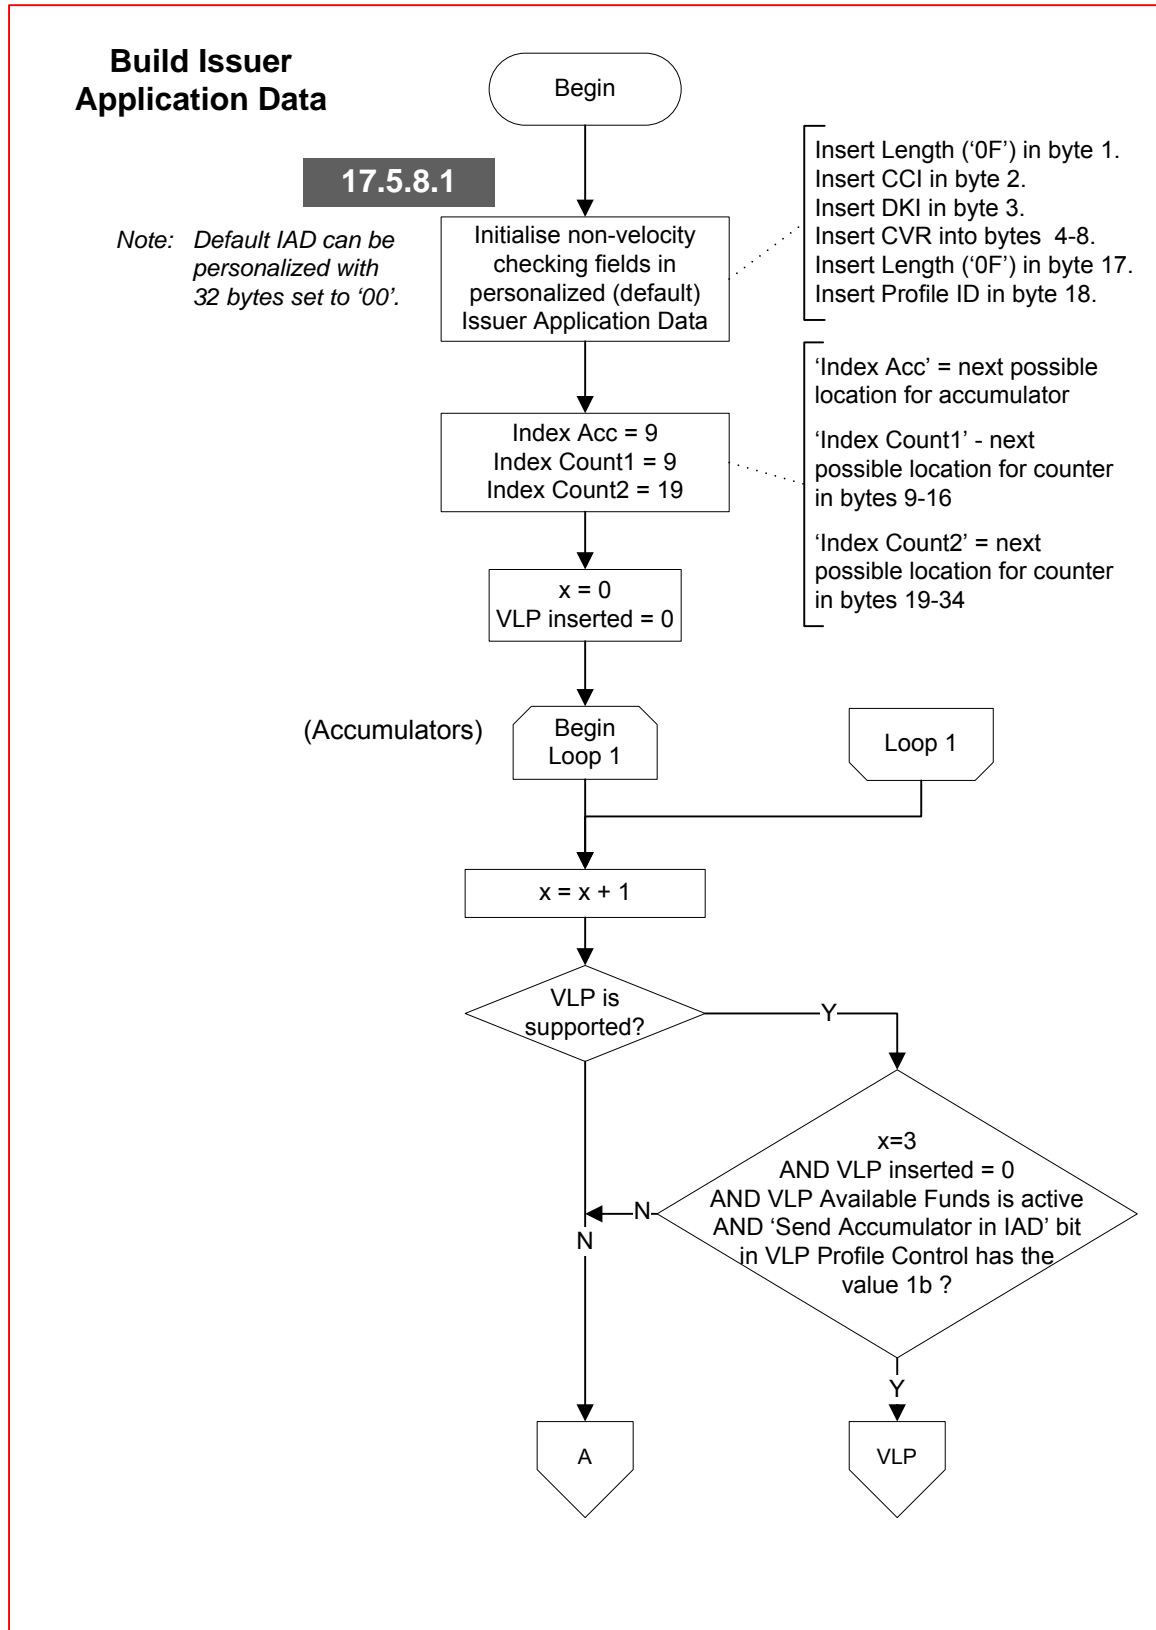 Build Issuer
Application Data
Begin
17.5.8.1
Note: Default IAD can be
personalized with
32 bytes set to ‘00’.
Initialise non-velocity
checking fields in
personalized (default)
Issuer Application Data
Insert Length (‘0F’) in byte 1.
Insert CCI in byte 2.
Insert DKI in byte 3.
Insert CVR into bytes 4-8.
Insert Length (‘0F’) in byte 17.
Insert Profile ID in byte 18.
Index Acc = 9
Index Count1 = 9
Index Count2 = 19
‘Index Acc’ = next possible
location for accumulator
‘Index Count1’ - next
possible location for counter
in bytes 9-16
‘Index Count2’ = next
possible location for counter
in bytes 19-34
x = 0
VLP inserted = 0
(Accumulators)
Begin
Loop 1
Loop 1
x = x + 1
VLP is
supported?
Y
x=3
AND VLP inserted = 0
AND VLP Available Funds is active
AND ‘Send Accumulator in IAD’ bit
in VLP Profile Control has the
value 1b ?
N
N
Y
A
VLP